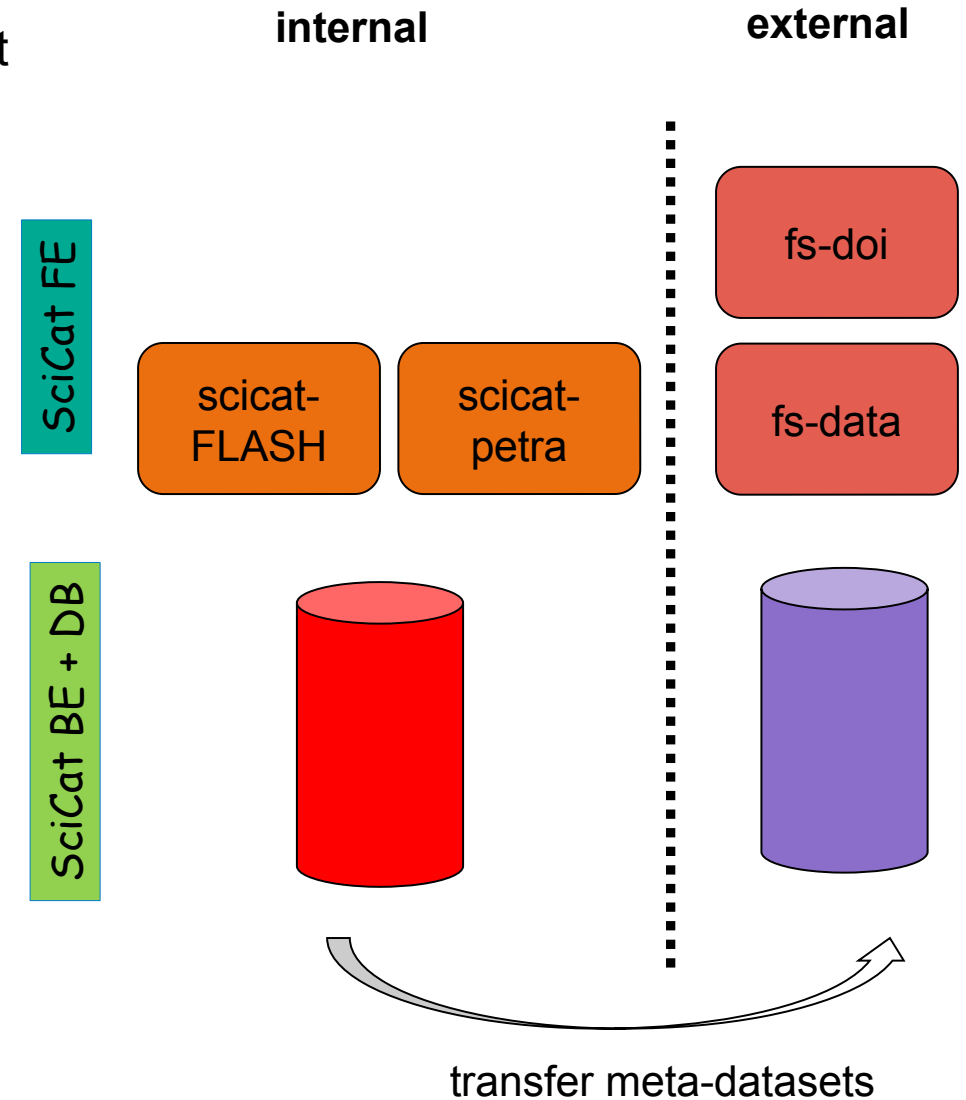 t
internal
external
SciCat FE
fs-doi
scicat-
FLASH
scicat-
petra
fs-data
SciCat BE + DB
transfer meta-datasets